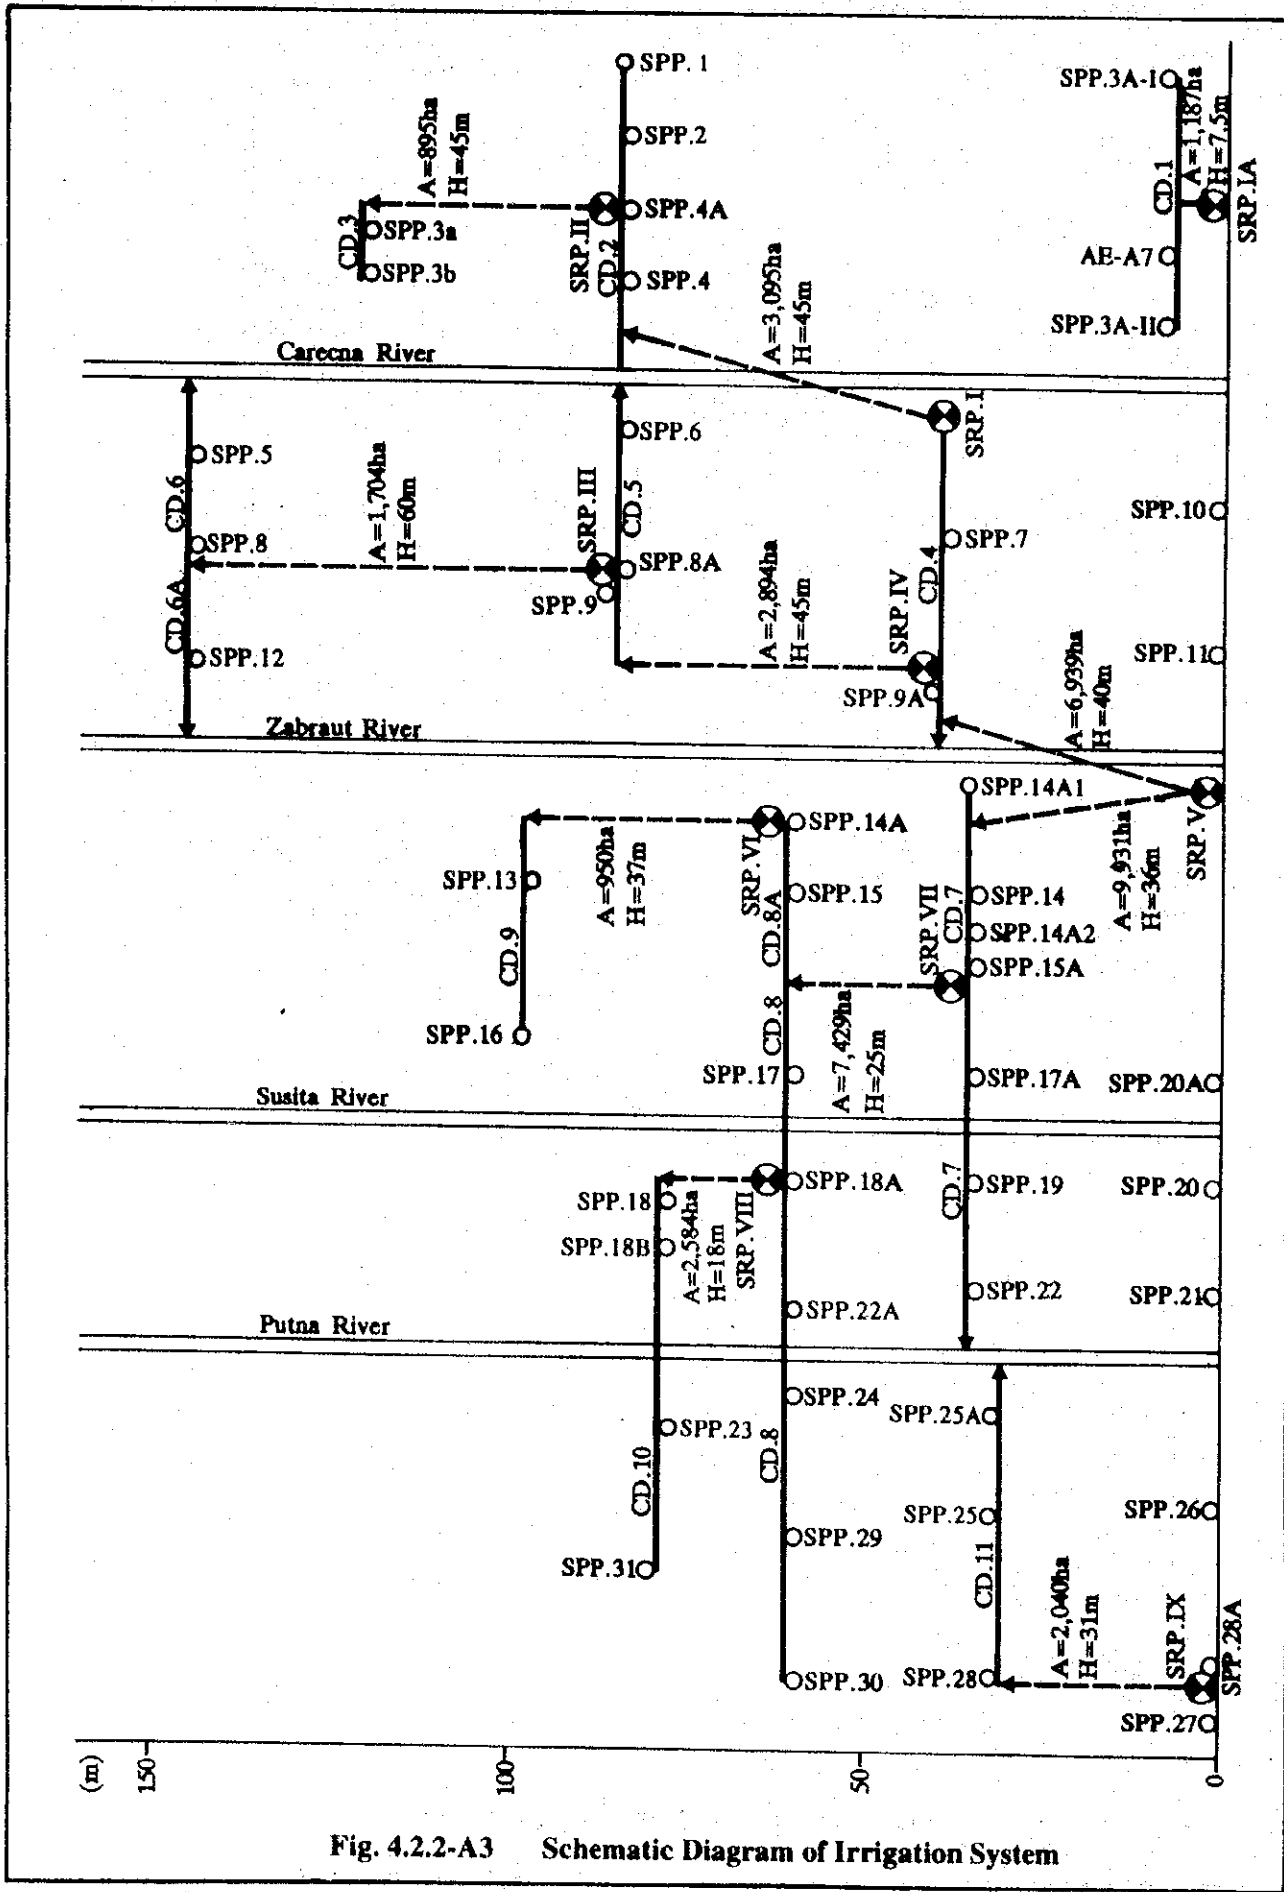 SPP. 1
SPP.2
SPP.4A
SPP.4
A=895ha
H=45m
CD.3
SPP.3a
SPP.3b
SRP.II
CD.2
SPP.3A-I
CD.1
A=1,187ha
H=7.5m
SRP.IA
AE-A7
SPP.3A-II
A=3,095ha
H=45m
Carecna River
SPP.5
CD.6
SPP.8
CD.6A
SPP.12
A=1,704ha
H=60m
SPP.6
SRP.III
CD.5
SPP.8A
SPP.9
SRP.I
SPP.10
SPP.7
CD.4
SRP.IV
A=2,894ha
H=45m
SPP.9A
SPP.11
A=6,939ha
H=40m
Zabraut River
SPP.14A1
SRP.V
A=9,931ha
H=36m
SPP.14A
SRP.VI
A=950ha
H=37m
SPP.13
CD.9
SPP.16
SPP.15
CD.8A
CD.8
SPP.17
SRP.VII
CD.7
SPP.14
SPP.14A2
SPP.15A
A=7,429ha
H=25m
SPP.17A
SPP.20A
Susita River
SPP.18
SPP.18B
A=2,584ha
H=18m
SRP.VIII
SPP.18A
CD.7
SPP.19
SPP.20
SPP.22A
SPP.22
SPP.21
Putna River
SPP.23
CD.10
SPP.31
SPP.24
CD.8
SPP.29
SPP.30
SPP.25A
SPP.25
CD.11
SPP.28
SPP.26
A=2,040ha
H=31m
SRP.IX
SPP.28A
SPP.27
(m)
150
100
50
0
Fig. 4.2.2-A3 Schematic Diagram of Irrigation System